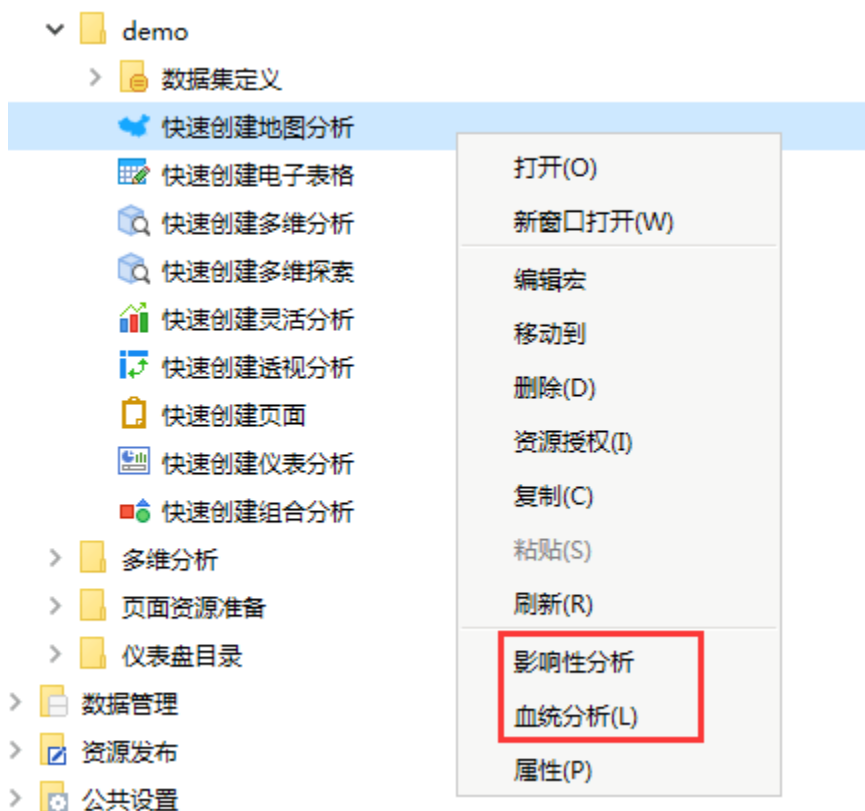 demo
数据集定义
快速创建地图分析
快速创建电子表格
快速创建多维分析
快速创建多维探索
快速创建灵活分析
快速创建透视分析
快速创建页面
快速创建仪表分析
快速创建组合分析
多维分析
页面资源准备
仪表盘目录
数据管理
资源发布
公共设置
打开(O)
新窗口打开(W)
编辑宏
移动到
删除(D)
资源授权(I)
复制(C)
粘贴(S)
刷新(R)
影响性分析
血统分析(L)
属性(P)